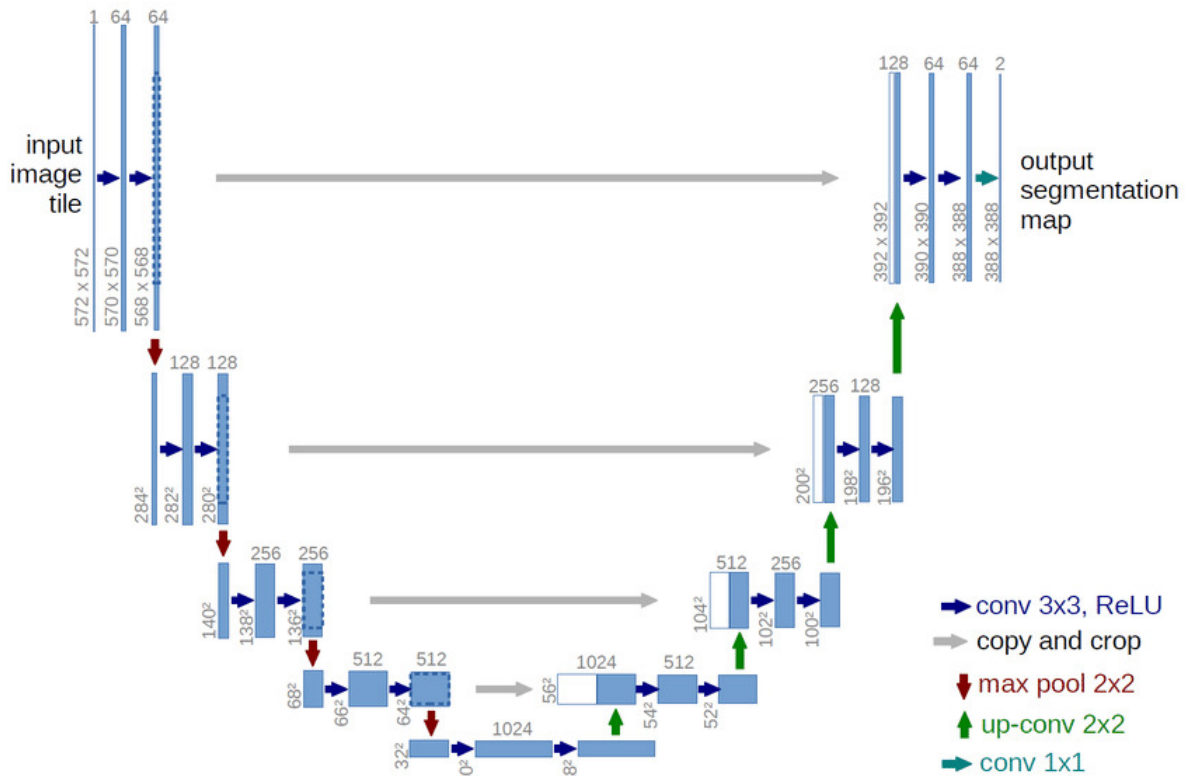 1 64 64
input
image
tile
572 x 572
570 x 570
568 x 568
128 64 64 2
output
segmentation
map
392 x 392
390 x 390
388 x 388
388 x 388
128 128
284²
282²
280²
256 128
200²
198²
196²
256 256
140²
138²
136²
512 256
104²
102²
100²
512 512
68²
66²
64²
1024 512
56²
54²
52²
1024
32²
0²
8²
conv 3x3, ReLU
copy and crop
max pool 2x2
up-conv 2x2
conv 1x1